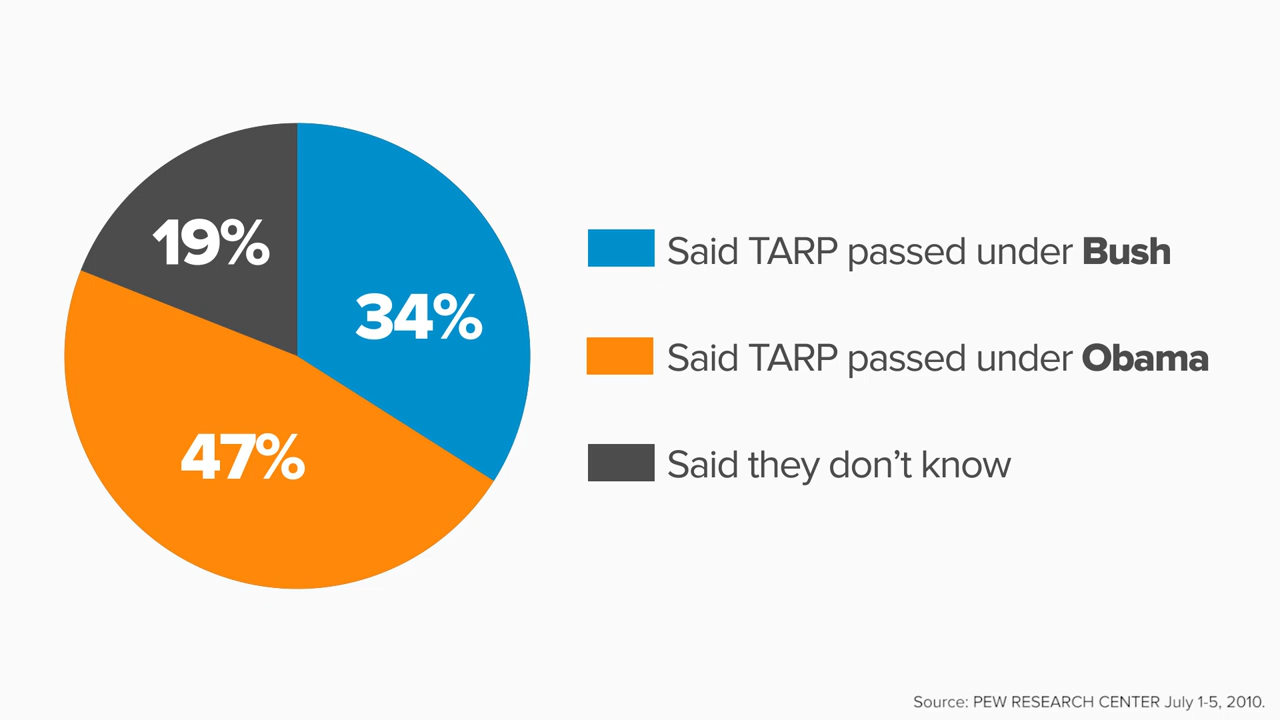 19%
34%
47%
Said TARP passed under Bush
Said TARP passed under Obama
Said they don’t know
Source: PEW RESEARCH CENTER July 1-5, 2010.